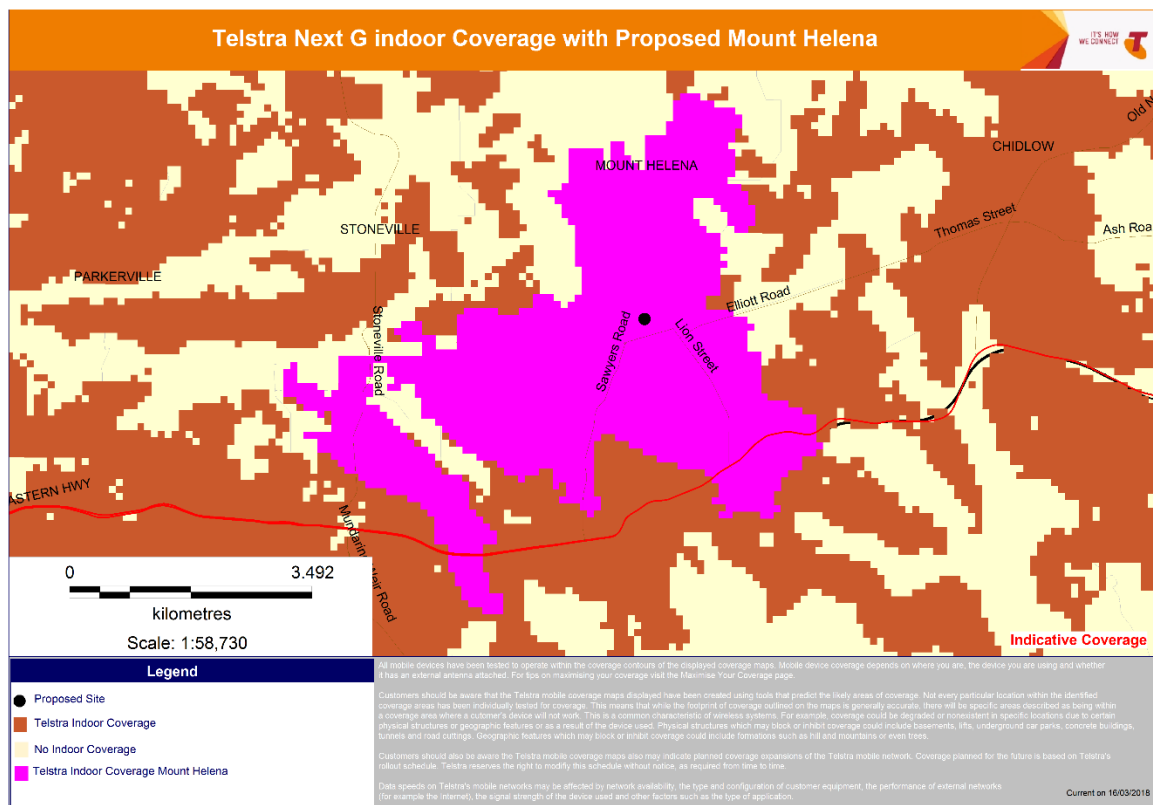 Telstra Next G indoor Coverage with Proposed Mount Helena
IT'S HOW
WE CONNECT
Old N
CHIDLOW
MOUNT HELENA
Thomas Street
Ash Roa
STONEVILLE
PARKERVILLE
Elliott Road
Stoneville Road
Sawyers Road
Lion Street
ASTERN HWY
Mundaring Weir Road
0 3.492
kilometres
Scale: 1:58,730
Indicative Coverage
Legend
Proposed Site
Telstra Indoor Coverage
No Indoor Coverage
Telstra Indoor Coverage Mount Helena
All mobile devices have been tested to operate within the coverage contours of the displayed coverage maps. Mobile device coverage depends on where you are, the device you are using and whether
it has an external antenna attached. For tips on maximising your coverage visit the Maximise Your Coverage page.
Customers should be aware that the Telstra mobile coverage maps displayed have been created using tools that predict the likely areas of coverage. Not every particular location within the identified
coverage areas has been individually tested for coverage. This means that while the footprint of coverage outlined on the maps is generally accurate, there will be specific areas described as being within
a coverage area where a cutomer's device will not work. This is a common characteristic of wireless systems. For example, coverage could be degraded or nonexistent in specific locations due to certain
physical structures or geographic features or as a result of the device used. Physical structures which may block or inhibit coverage could include basements, lifts, underground car parks, concrete buildings,
tunnels and road cuttings. Geographic features which may block or inhibit coverage could include formations such as hill and mountains or even trees.
Customers should also be aware the Telstra mobile coverage maps also may indicate planned coverage expansions of the Telstra mobile network. Coverage planned for the future is based on Telstra's
rollout schedule. Telstra reserves the right to modify this schedule without notice, as required from time to time.
Data speeds on Telstra's mobile networks may be affected by network availability, the type and configuration of customer equipment, the performance of external networks
(for example the Internet), the signal strength of the device used and other factors such as the type of application.
Current on 16/03/2018